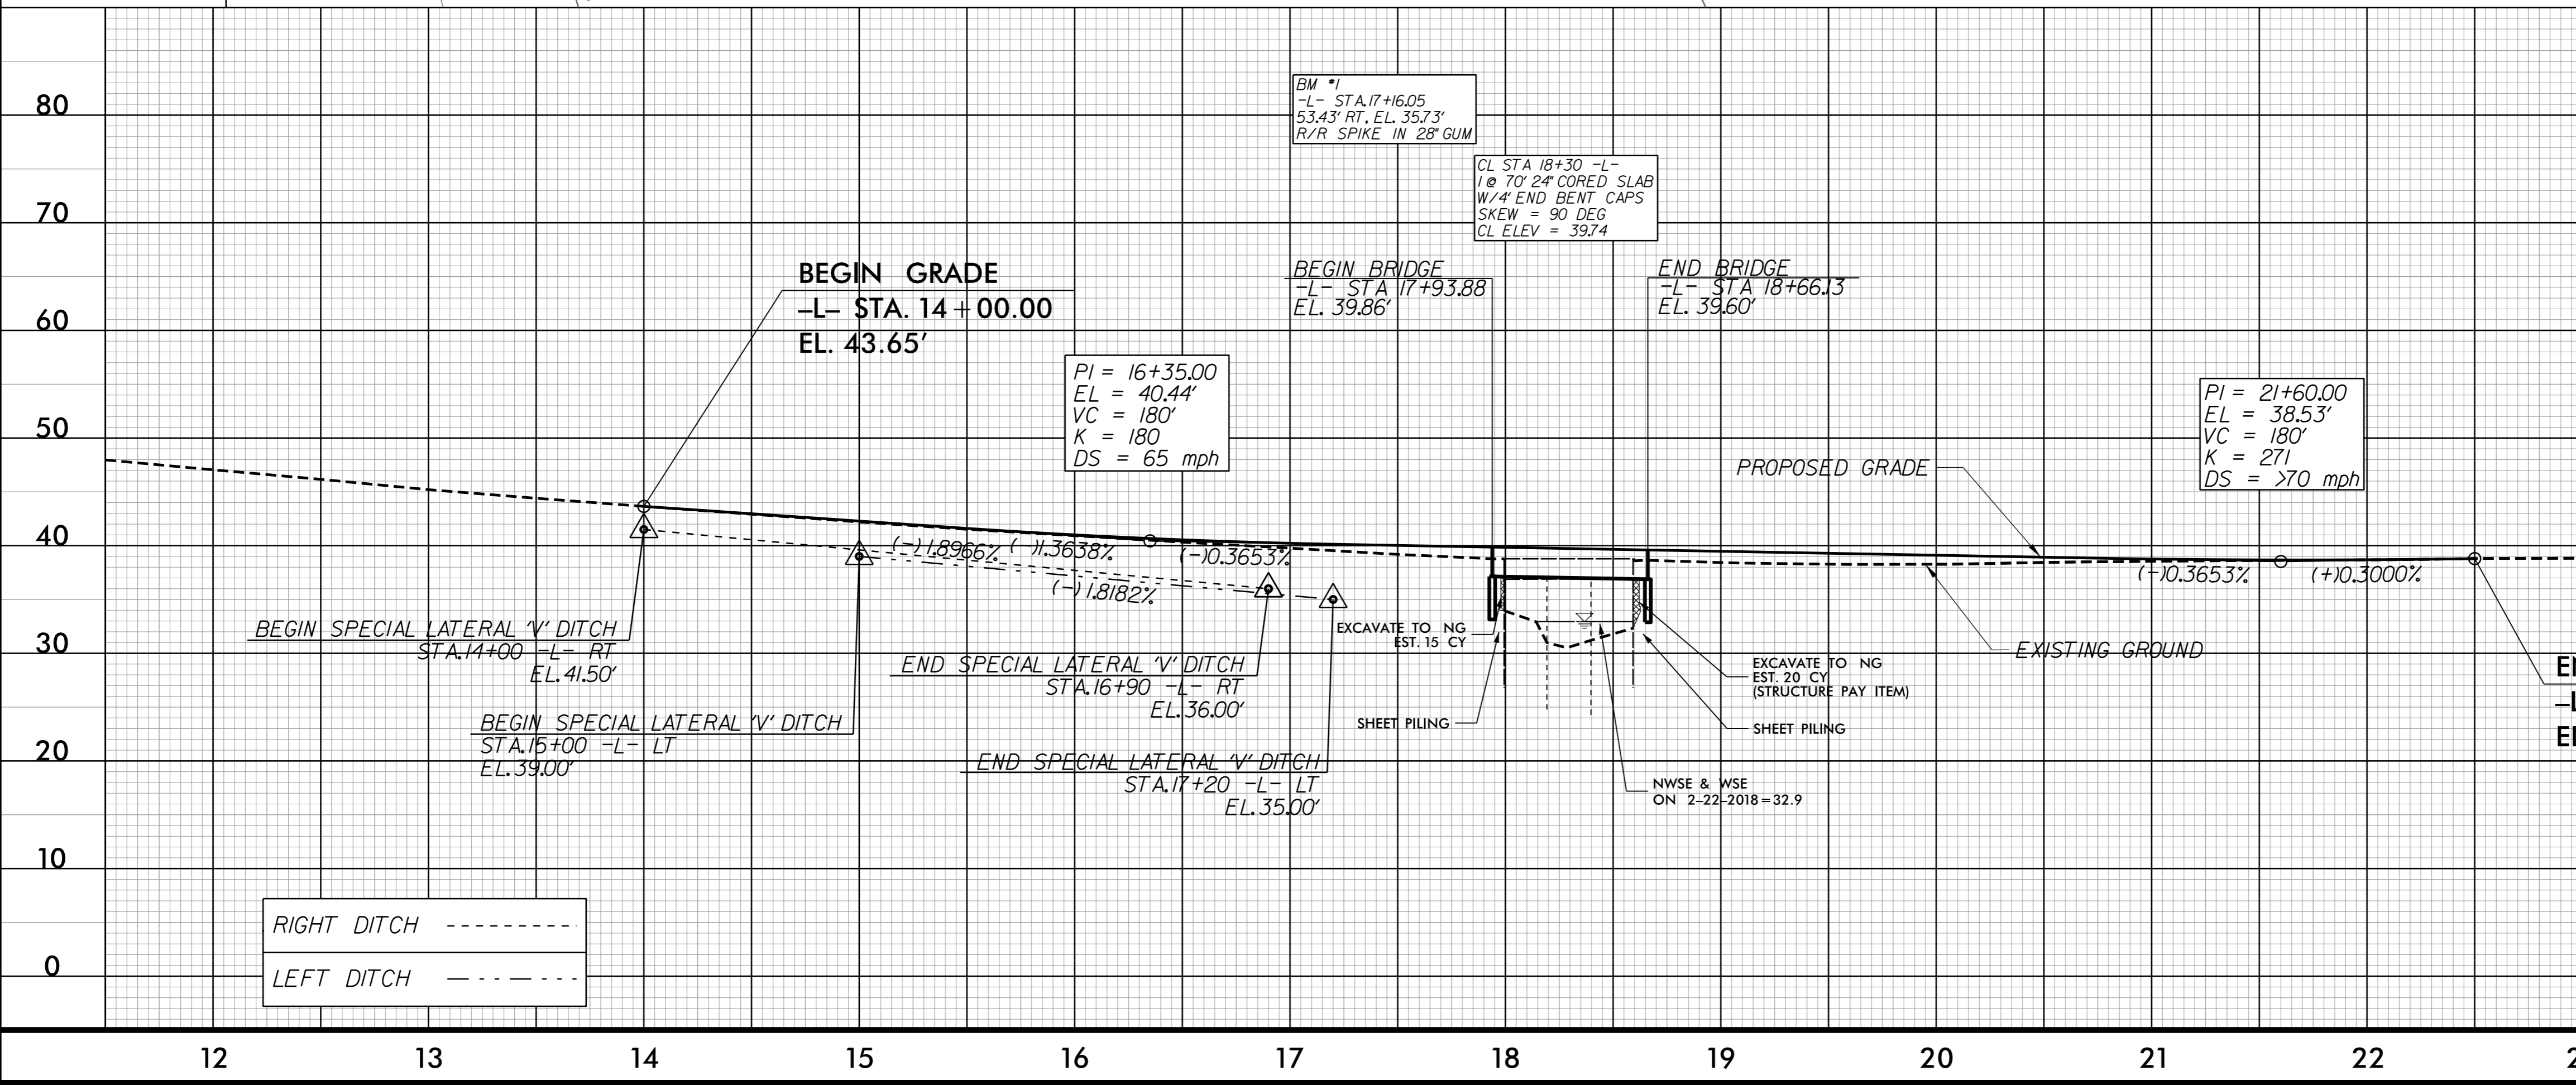 80
70
60
50
40
30
20
10
0
BM #1
-L- STA.17+16.05
53.43' RT, EL. 35.73'
R/R SPIKE IN 28" GUM
CL STA 18+30 -L-
1 @ 70' 24" CORED SLAB
W/4' END BENT CAPS
SKEW = 90 DEG
CL ELEV = 39.74
BEGIN GRADE
-L- STA. 14+00.00
EL. 43.65'
BEGIN BRIDGE
-L- STA 17+93.88
EL. 39.86'
END BRIDGE
-L- STA 18+66.13
EL. 39.60'
PI = 16+35.00
EL = 40.44'
VC = 180'
K = 180
DS = 65 mph
PI = 21+60.00
EL = 38.53'
VC = 180'
K = 271
DS = >70 mph
PROPOSED GRADE
(-)1.8966%
(-)1.3638%
(-)0.3653%
(-)1.8182%
(-)0.3653%
(+)0.3000%
BEGIN SPECIAL LATERAL 'V' DITCH
STA.14+00 -L- RT
EL.41.50'
EXCAVATE TO NG
EST. 15 CY
END SPECIAL LATERAL 'V' DITCH
STA.16+90 -L- RT
EL.36.00'
EXISTING GROUND
EXCAVATE TO NG
EST. 20 CY
(STRUCTURE PAY ITEM)
BEGIN SPECIAL LATERAL 'V' DITCH
STA.15+00 -L- LT
EL.39.00'
SHEET PILING
SHEET PILING
END SPECIAL LATERAL 'V' DITCH
STA.17+20 -L- LT
EL.35.00'
NWSE & WSE
ON 2-22-2018=32.9
RIGHT DITCH
LEFT DITCH
12 13 14 15 16 17 18 19 20 21 22